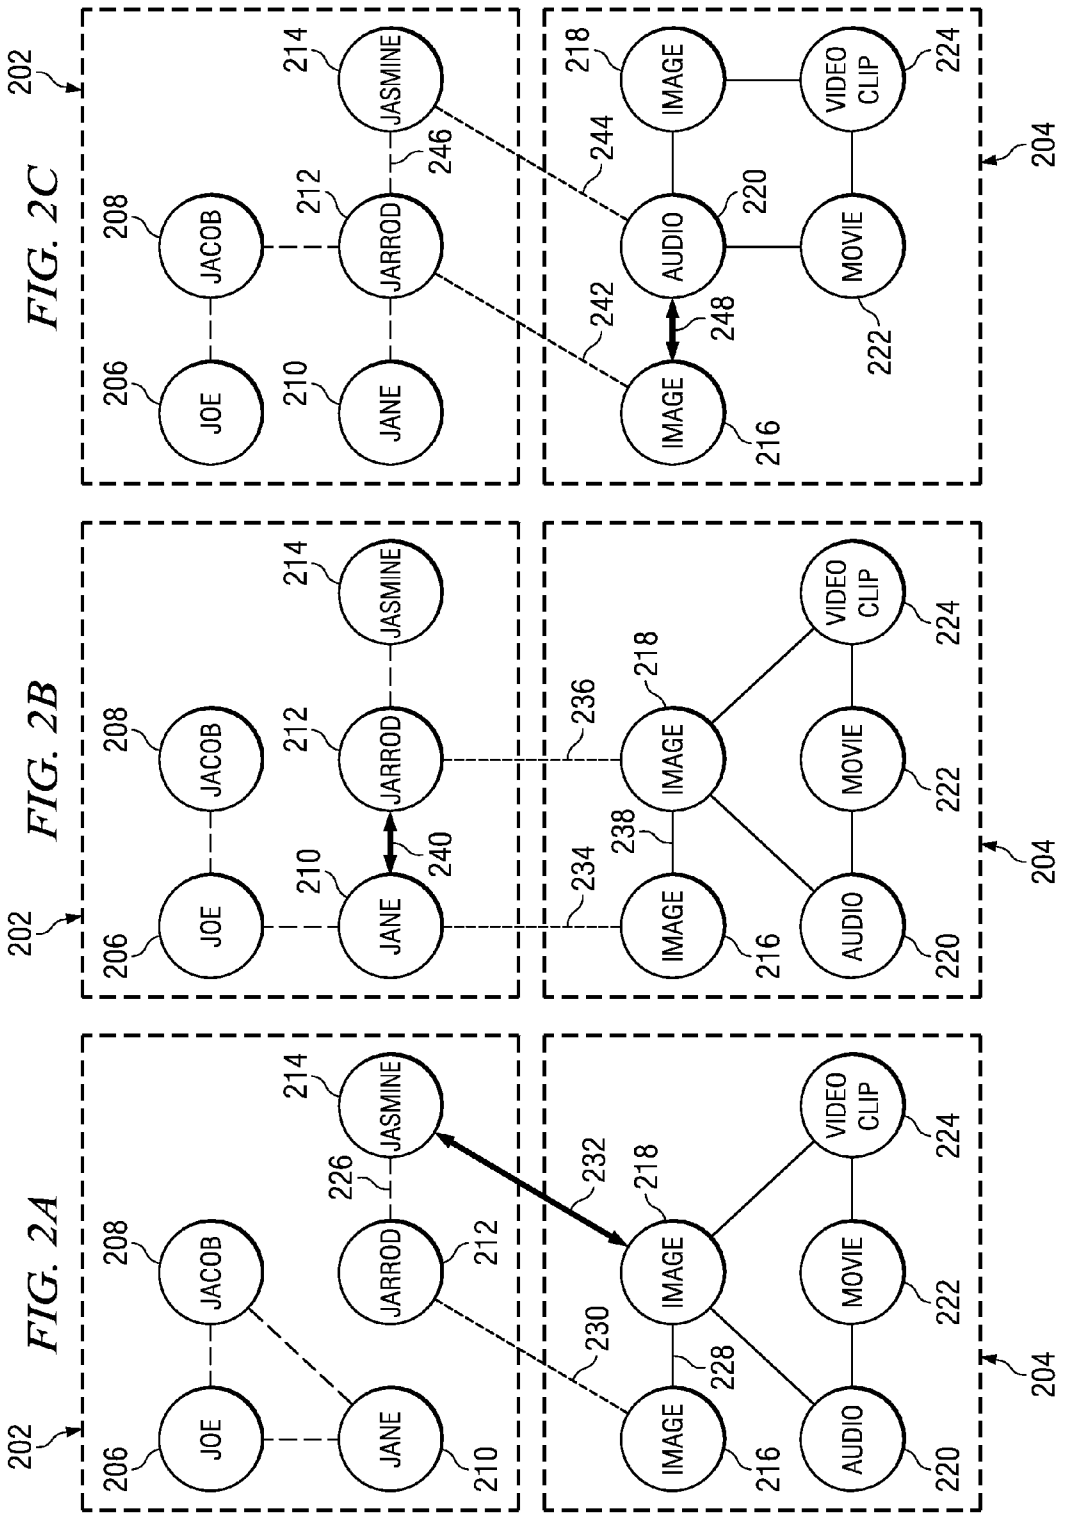 FIG. 2A
202
206
JOE
208
JACOB
JANE
210
JARROD
212
226
JASMINE
214
230
232
IMAGE
216
228
IMAGE
218
AUDIO
220
MOVIE
222
VIDEO
CLIP
224
204
FIG. 2B
202
206
JOE
208
JACOB
210
JANE
240
212
JARROD
214
JASMINE
234
236
IMAGE
216
238
IMAGE
218
AUDIO
220
MOVIE
222
VIDEO
CLIP
224
204
FIG. 2C
202
206
JOE
208
JACOB
210
JANE
212
JARROD
246
214
JASMINE
242
244
IMAGE
216
248
AUDIO
220
218
IMAGE
222
MOVIE
VIDEO
CLIP
224
204